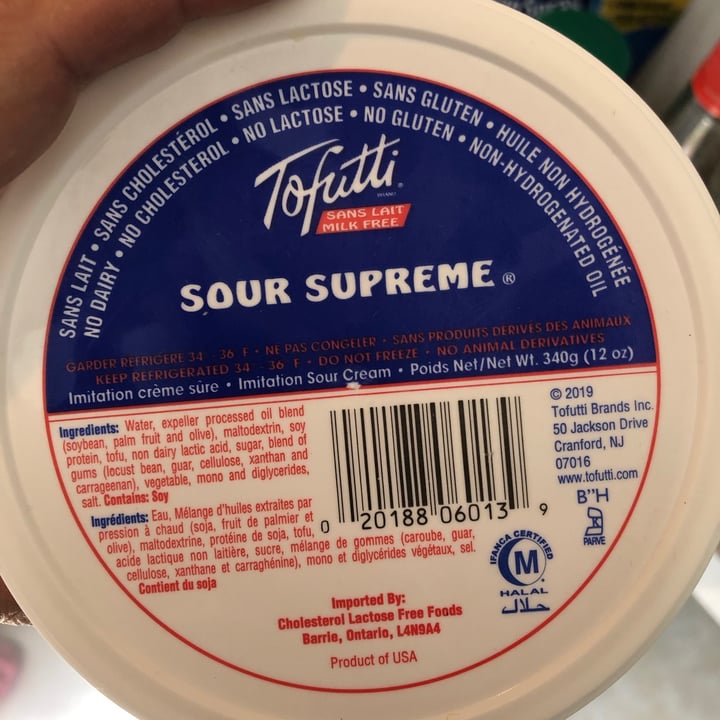 SANS LAIT • SANS CHOLESTÉROL • SANS LACTOSE • SANS GLUTEN • HUILE NON HYDROGÉNÉE
NO DAIRY • NO CHOLESTEROL • NO LACTOSE • NO GLUTEN • NON-HYDROGENATED OIL
Tofutti
BRAND
SANS LAIT
MILK FREE
SOUR SUPREME ®
GARDER RÉFRIGÉRÉ 34° - 36° F • NE PAS CONGELER • SANS PRODUITS DERIVES DES ANIMAUX
KEEP REFRIGERATED 34° - 36° F • DO NOT FREEZE • NO ANIMAL DERIVATIVES
Imitation crème sûre • Imitation Sour Cream • Poids Net/Net Wt. 340g (12 oz)
Ingredients: Water, expeller processed oil blend
(soybean, palm fruit and olive), maltodextrin, soy
protein, tofu, non dairy lactic acid, sugar, blend of
gums (locust bean, guar, cellulose, xanthan and
carrageenan), vegetable, mono and diglycerides,
salt. Contains: Soy
Ingrédients: Eau, Mélange d'huiles extraites par
pression à chaud (soja, fruit de palmier et
olive), maltodextrine, protéine de soja, tofu,
acide lactique non laitière, sucre, mélange de gommes (caroube, guar,
cellulose, xanthane et carraghénine), mono et diglycérides végétaux, sel.
Contient du soja
0 20188 06013 9
© 2019
Tofutti Brands Inc.
50 Jackson Drive
Cranford, NJ
07016
www.tofutti.com
B"H
K
PARVE
IFANCA CERTIFIED
M
HALAL
حلال
Imported By:
Cholesterol Lactose Free Foods
Barrie, Ontario, L4N9A4
Product of USA